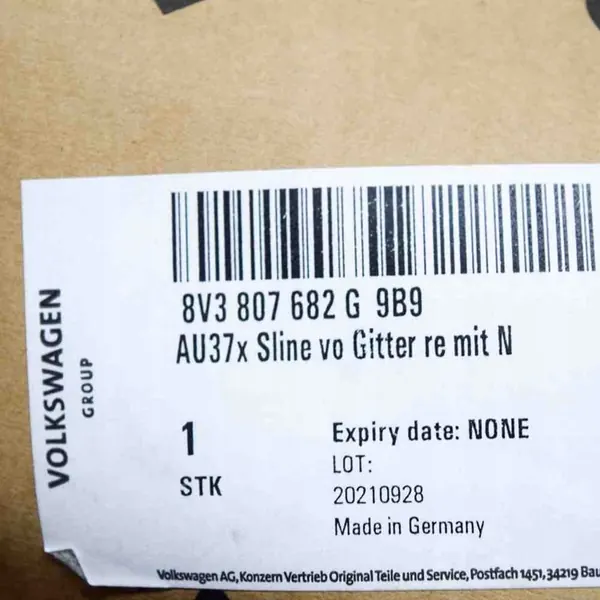 8V3 807 682 G 9B9
AU37x Sline vo Gitter re mit N
VOLKSWAGEN
GROUP
1
STK
Expiry date: NONE
LOT:
20210928
Made in Germany
Volkswagen AG, Konzern Vertrieb Original Teile und Service, Postfach 1451, 34219 Bau